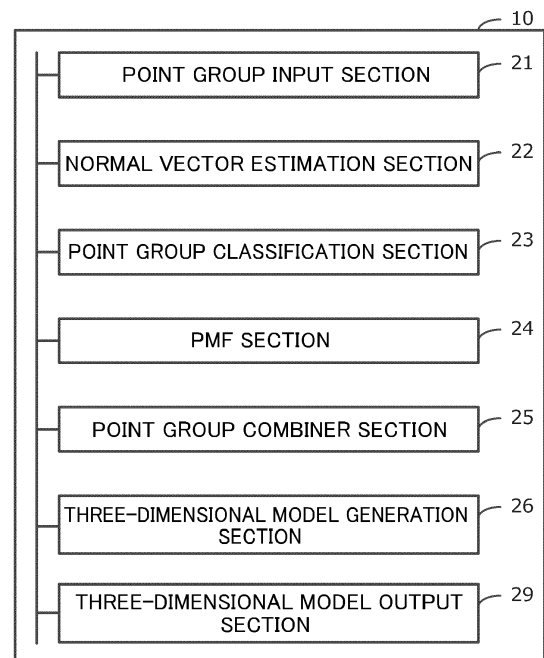 10
POINT GROUP INPUT SECTION 21
NORMAL VECTOR ESTIMATION SECTION 22
POINT GROUP CLASSIFICATION SECTION 23
PMF SECTION 24
POINT GROUP COMBINER SECTION 25
THREE-DIMENSIONAL MODEL GENERATION 26
SECTION
THREE-DIMENSIONAL MODEL OUTPUT 29
SECTION